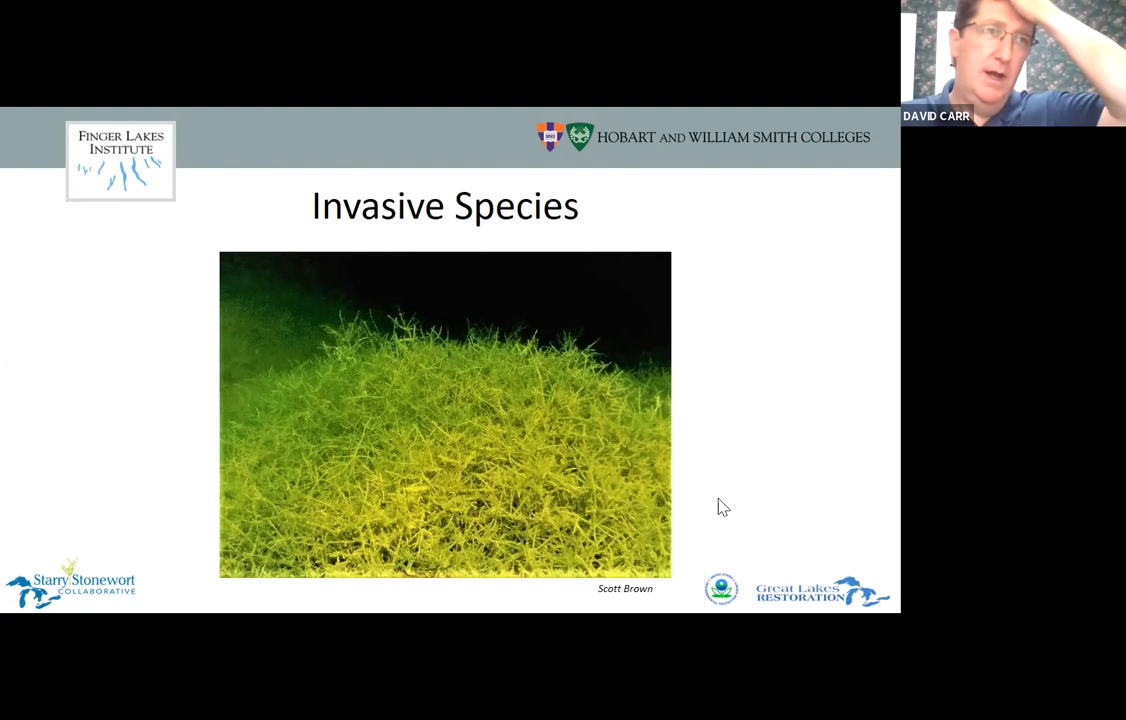 DAVID CARR
FINGER LAKES
INSTITUTE
HOBART AND WILLIAM SMITH COLLEGES
Invasive Species
Scott Brown
Starry Stonewort
COLLABORATIVE
Great Lakes
RESTORATION